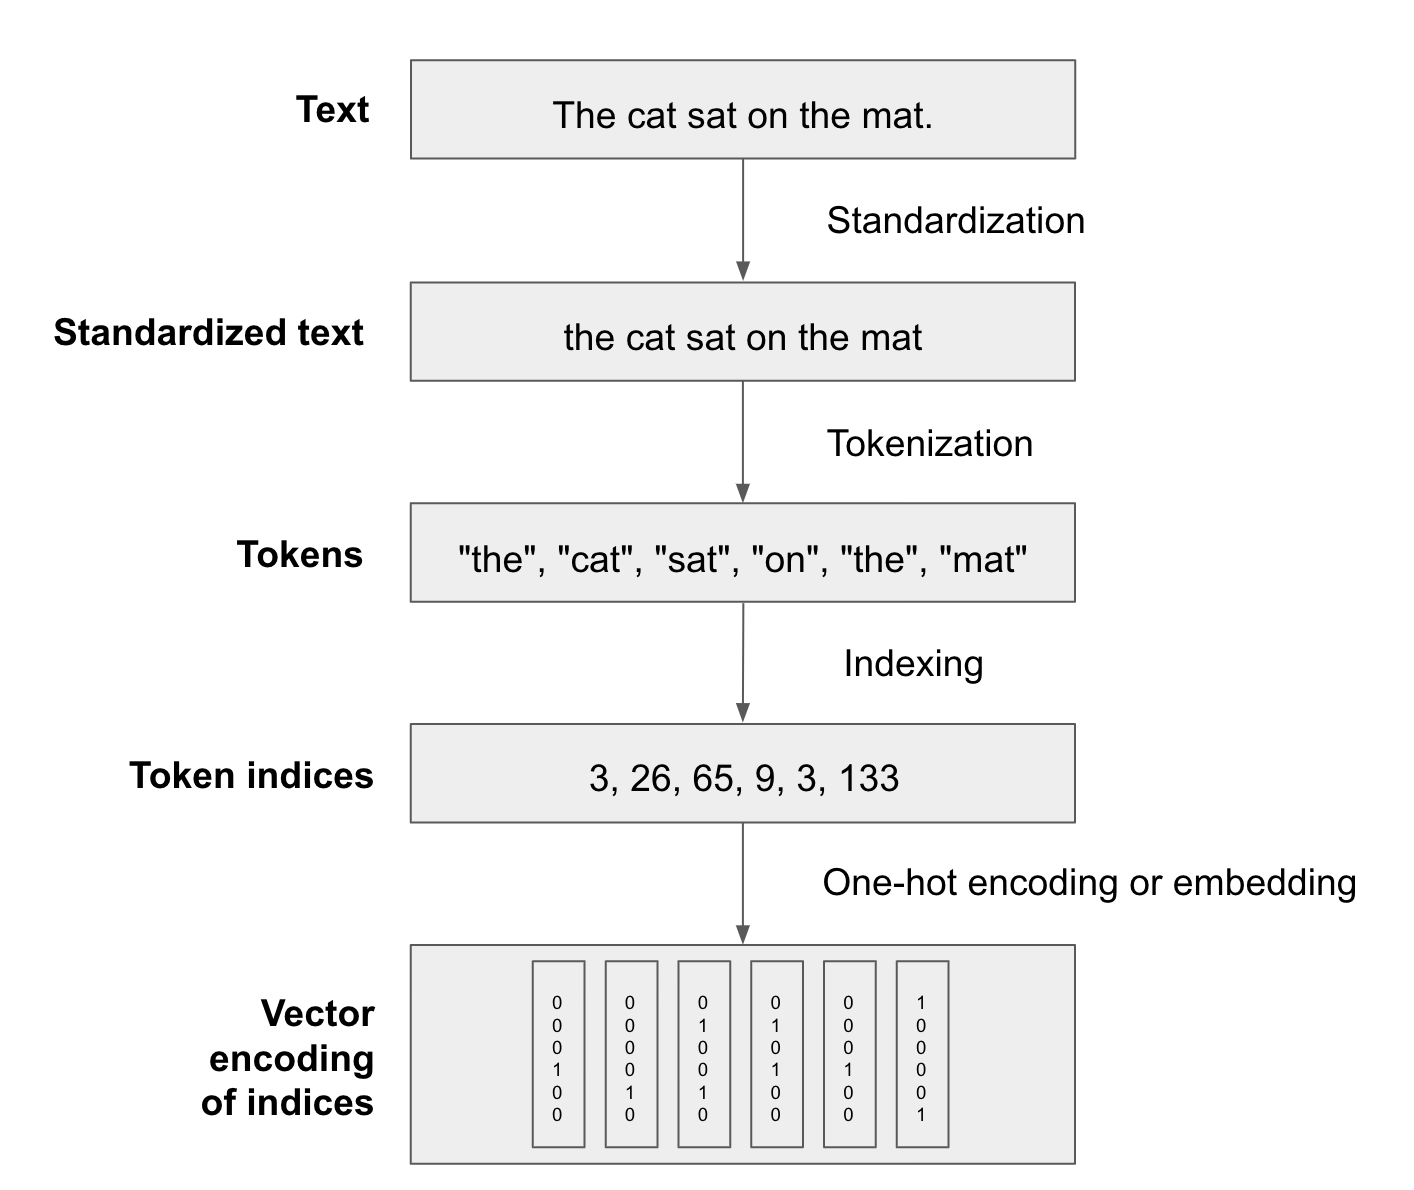 Text
The cat sat on the mat.
Standardization
Standardized text
the cat sat on the mat
Tokenization
Tokens
"the", "cat", "sat", "on", "the", "mat"
Indexing
Token indices
3, 26, 65, 9, 3, 133
One-hot encoding or embedding
Vector
encoding
of indices
0 0 0 0 0 1
0 0 1 1 0 0
0 0 0 0 0 0
1 0 0 1 1 0
0 1 1 0 0 0
0 0 0 0 0 1